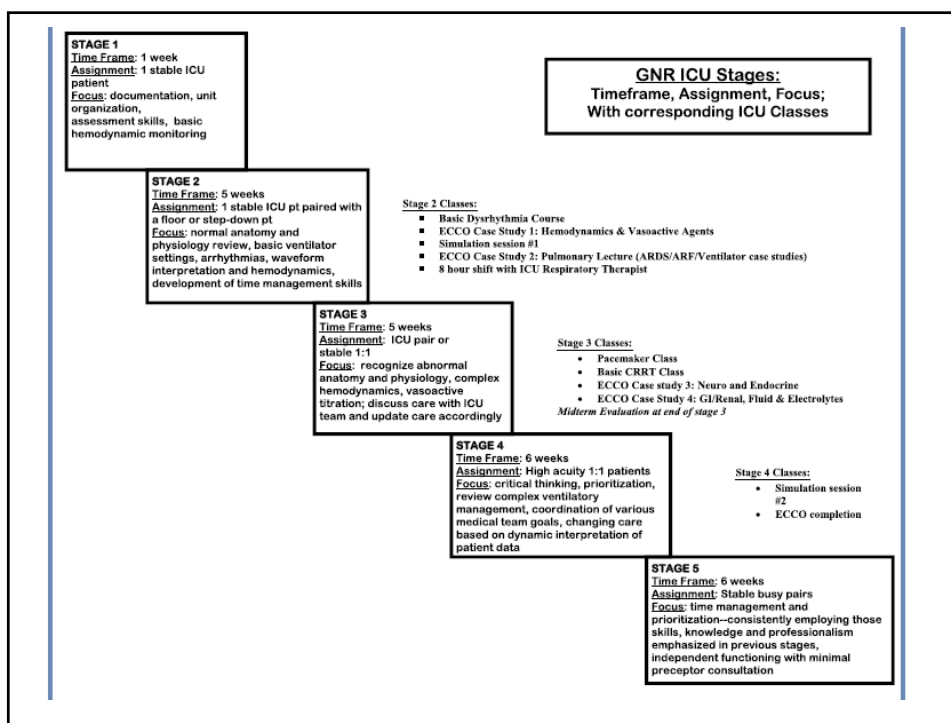 STAGE 1
Time Frame: 1 week
Assignment: 1 stable ICU
patient
Focus: documentation, unit
organization,
assessment skills, basic
hemodynamic monitoring
GNR ICU Stages:
Timeframe, Assignment, Focus;
With corresponding ICU Classes
STAGE 2
Time Frame: 5 weeks
Assignment: 1 stable ICU pt paired with
a floor or step-down pt
Focus: normal anatomy and
physiology review, basic ventilator
settings, arrhythmias, waveform
interpretation and hemodynamics,
development of time management skills
Stage 2 Classes:
▪ Basic Dysrhythmia Course
▪ ECCO Case Study 1: Hemodynamics & Vasoactive Agents
▪ Simulation session #1
▪ ECCO Case Study 2: Pulmonary Lecture (ARDS/ARF/Ventilator case studies)
▪ 8 hour shift with ICU Respiratory Therapist
STAGE 3
Time Frame: 5 weeks
Assignment: ICU pair or
stable 1:1
Focus: recognize abnormal
anatomy and physiology, complex
hemodynamics, vasoactive
titration; discuss care with ICU
team and update care accordingly
Stage 3 Classes:
• Pacemaker Class
• Basic CRRT Class
• ECCO Case study 3: Neuro and Endocrine
• ECCO Case Study 4: GI/Renal, Fluid & Electrolytes
Midterm Evaluation at end of stage 3
STAGE 4
Time Frame: 6 weeks
Assignment: High acuity 1:1 patients
Focus: critical thinking, prioritization,
review complex ventilatory
management, coordination of various
medical team goals, changing care
based on dynamic interpretation of
patient data
Stage 4 Classes:
• Simulation session
#2
• ECCO completion
STAGE 5
Time Frame: 6 weeks
Assignment: Stable busy pairs
Focus: time management and
prioritization--consistently employing those
skills, knowledge and professionalism
emphasized in previous stages,
independent functioning with minimal
preceptor consultation